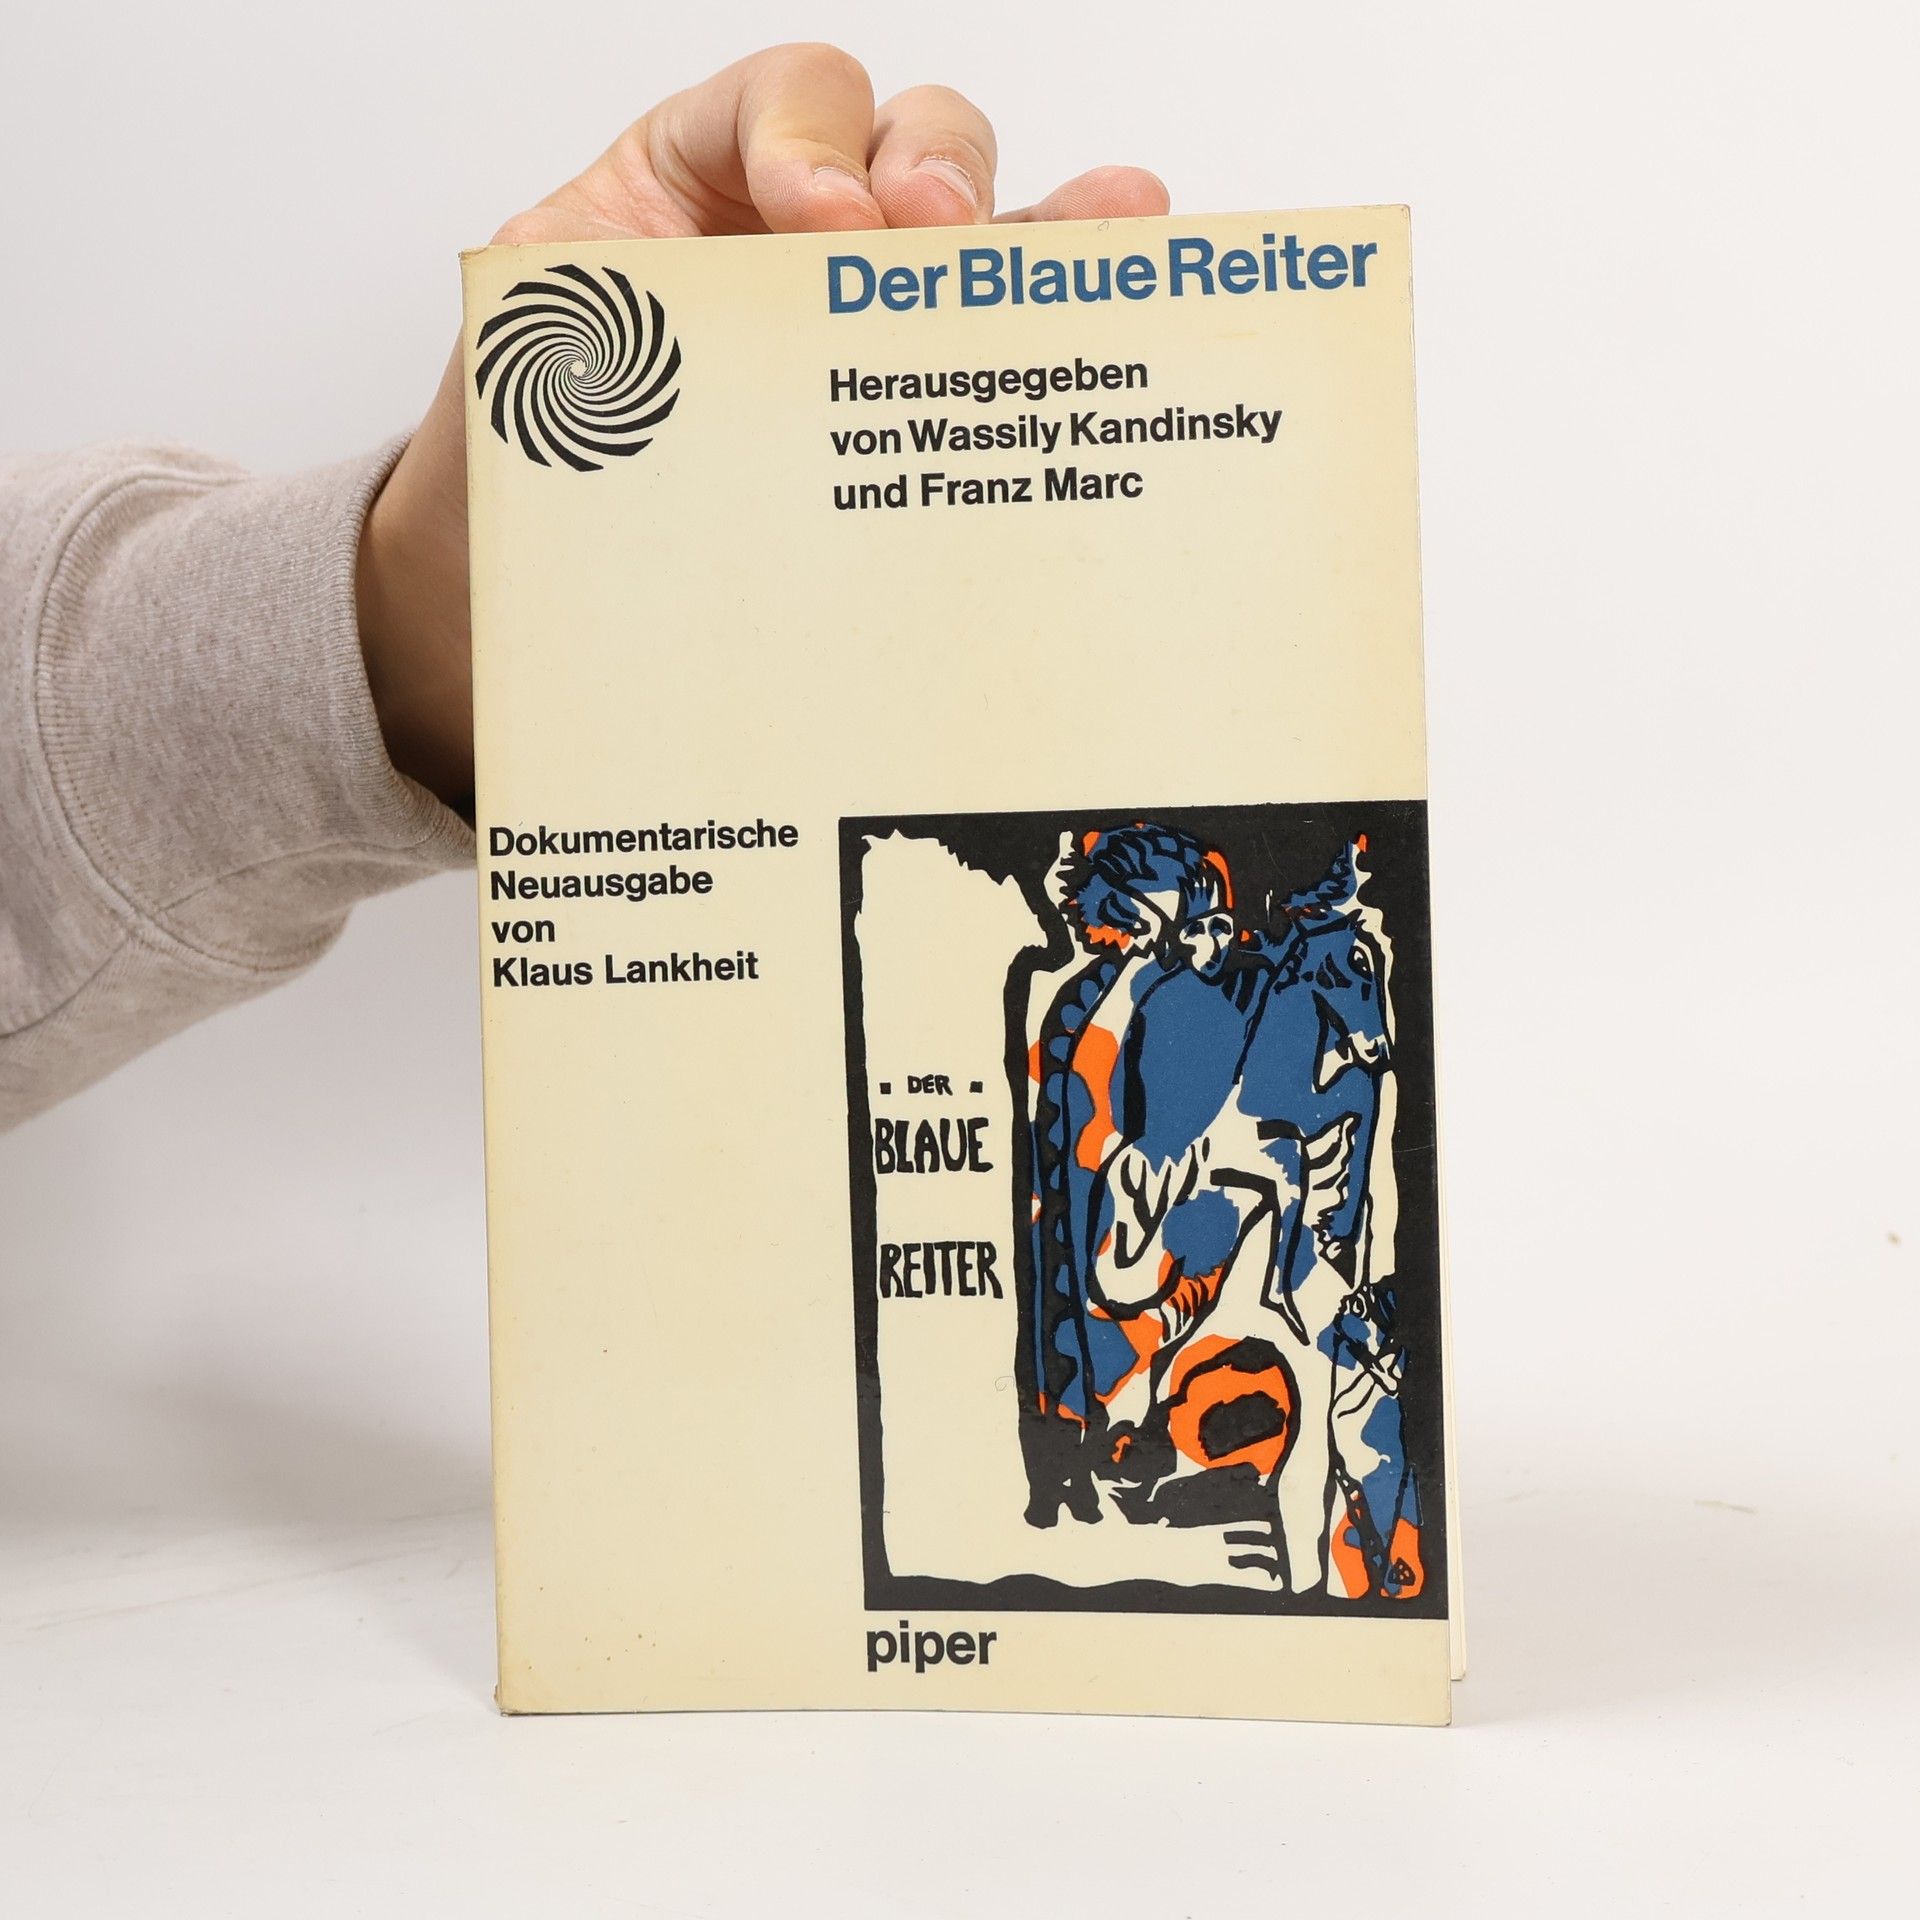 Der Blaue Reiter
Herausgegeben
von Wassily Kandinsky
und Franz Marc
Dokumentarische
Neuausgabe
von
Klaus Lankheit
DER
BLAUE
REITER
piper